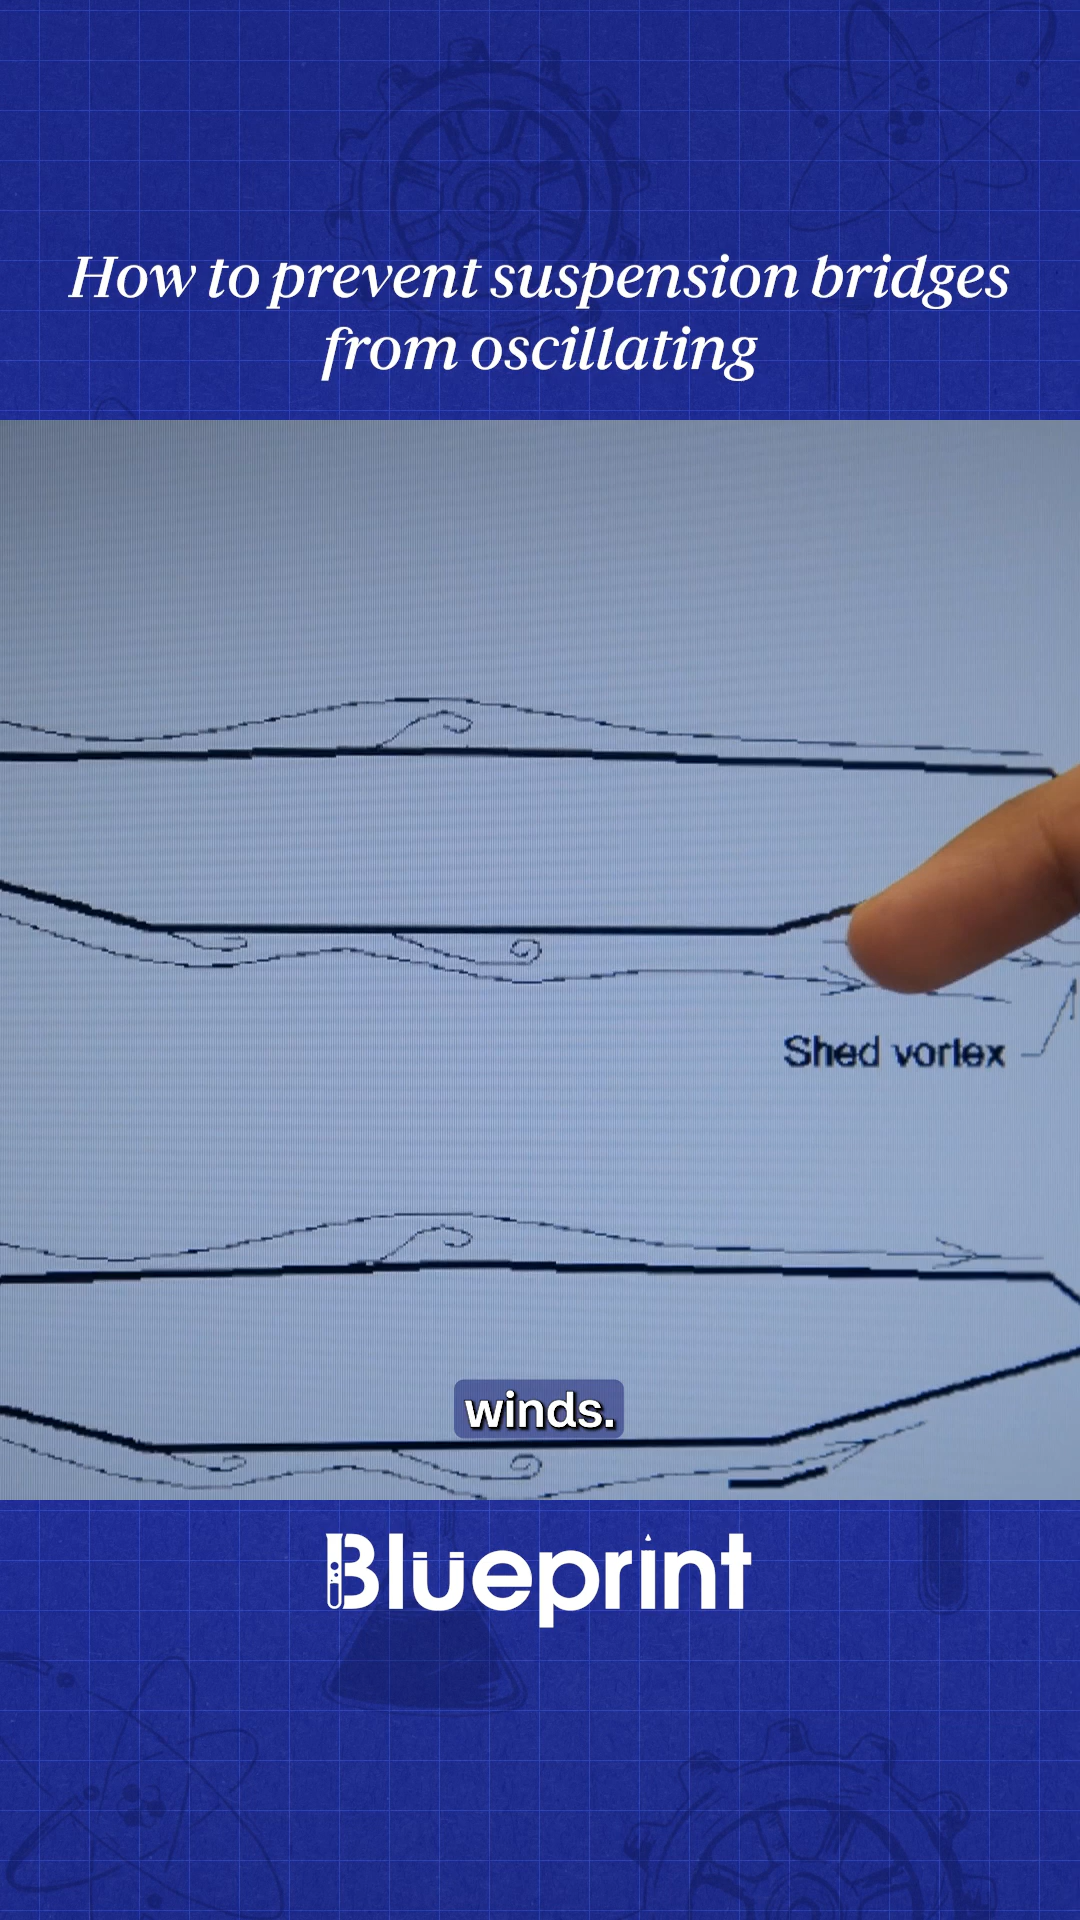 How to prevent suspension bridges
from oscillating
Shed vortex
winds.
Blueprint